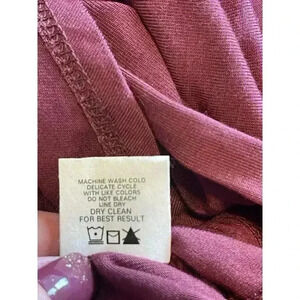 MACHINE WASH COLD
DELICATE CYCLE
WITH LIKE COLORS
DO NOT BLEACH
LINE DRY
DRY CLEAN
FOR BEST RESULT